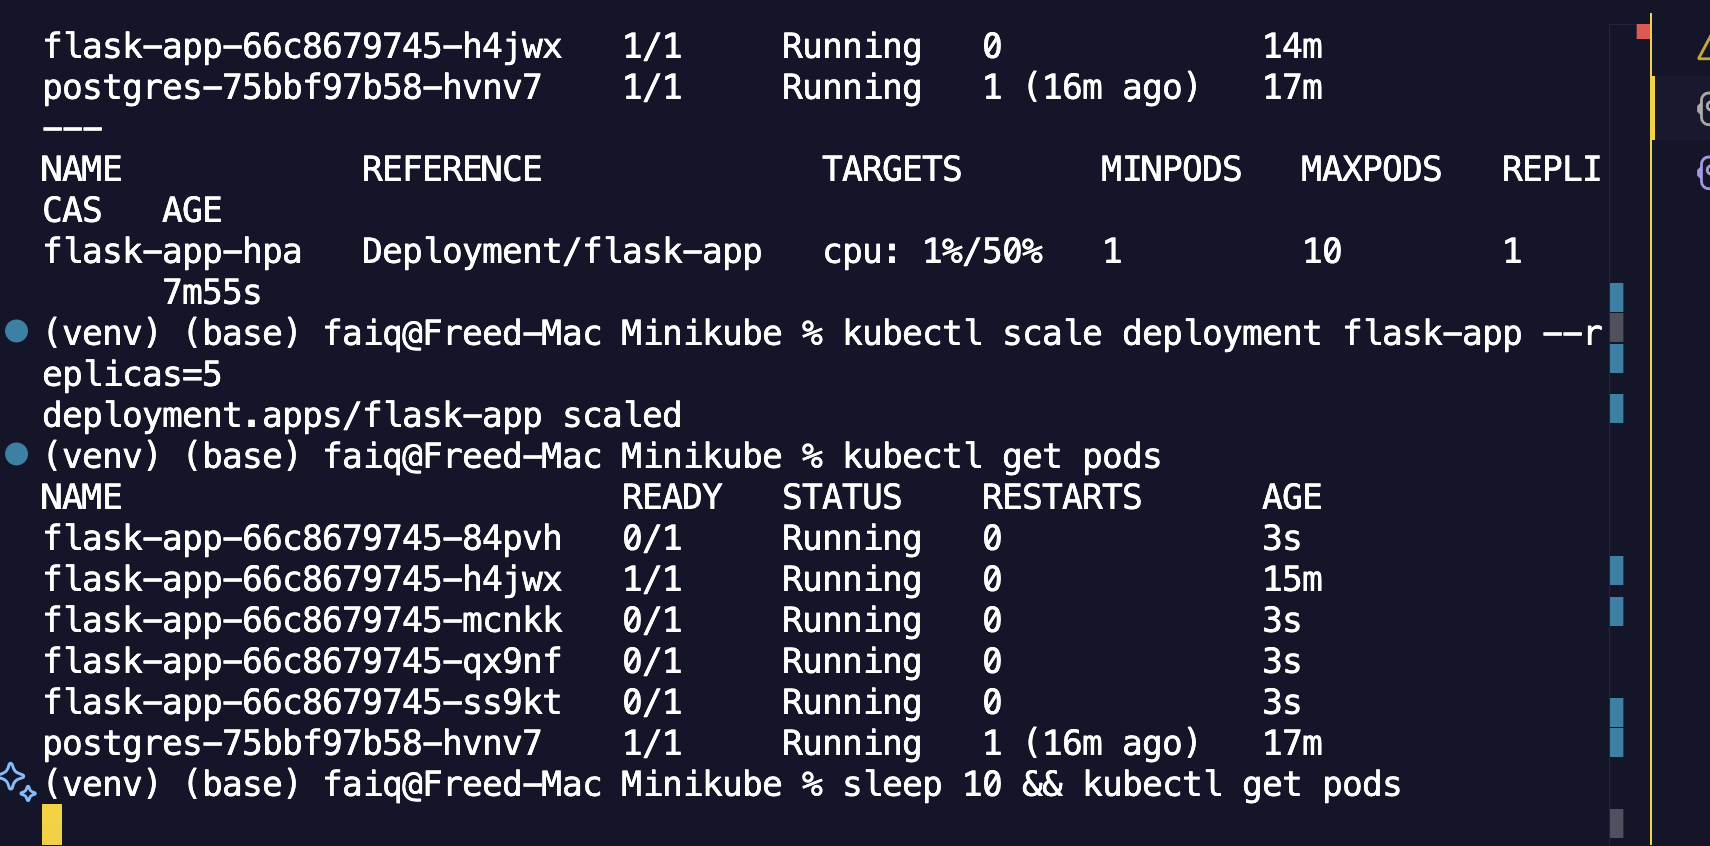 flask-app-66c8679745-h4jwx   1/1     Running   0             14m
postgres-75bbf97b58-hvnv7    1/1     Running   1 (16m ago)   17m
---
NAME            REFERENCE              TARGETS       MINPODS   MAXPODS   REPLI
CAS   AGE
flask-app-hpa   Deployment/flask-app   cpu: 1%/50%   1         10        1
      7m55s
(venv) (base) faiq@Freed-Mac Minikube % kubectl scale deployment flask-app --r
eplicas=5
deployment.apps/flask-app scaled
(venv) (base) faiq@Freed-Mac Minikube % kubectl get pods
NAME                         READY   STATUS    RESTARTS      AGE
flask-app-66c8679745-84pvh   0/1     Running   0             3s
flask-app-66c8679745-h4jwx   1/1     Running   0             15m
flask-app-66c8679745-mcnkk   0/1     Running   0             3s
flask-app-66c8679745-qx9nf   0/1     Running   0             3s
flask-app-66c8679745-ss9kt   0/1     Running   0             3s
postgres-75bbf97b58-hvnv7    1/1     Running   1 (16m ago)   17m
(venv) (base) faiq@Freed-Mac Minikube % sleep 10 && kubectl get pods